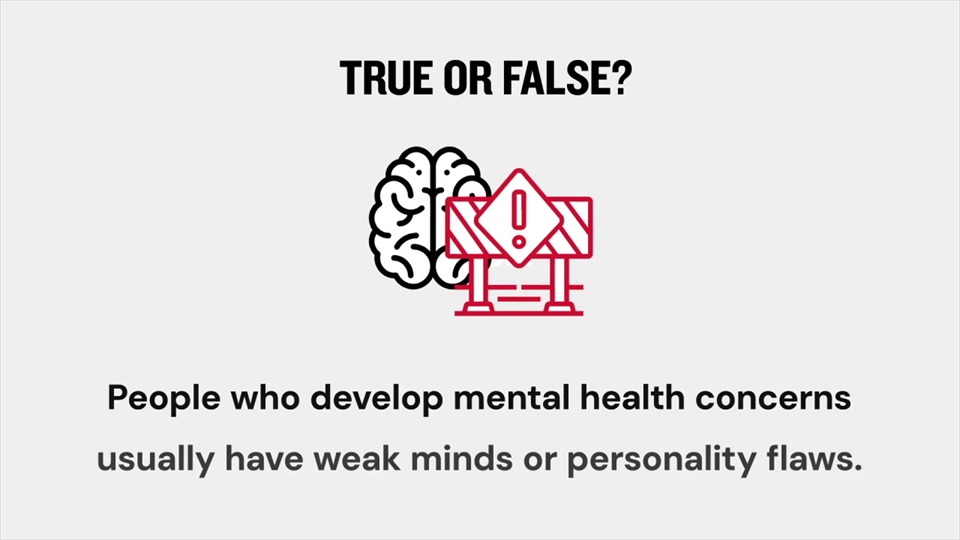 TRUE OR FALSE?
People who develop mental health concerns
usually have weak minds or personality flaws.